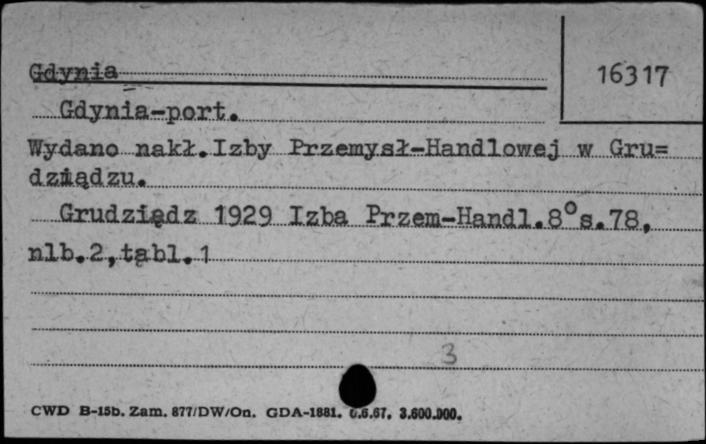 Gdynia
16317
Gdynia-port.
Wydano nakł.Izby Przemysł-Handlowej w Gru=
dziądzu.
Grudziądz 1929 Izba Przem-Handl.8° s.78,
nlb.2,tabl.1
3
CWD B-15b. Zam. 877/DW/On. GDA-1881. 6.6.67. 3.600.000.